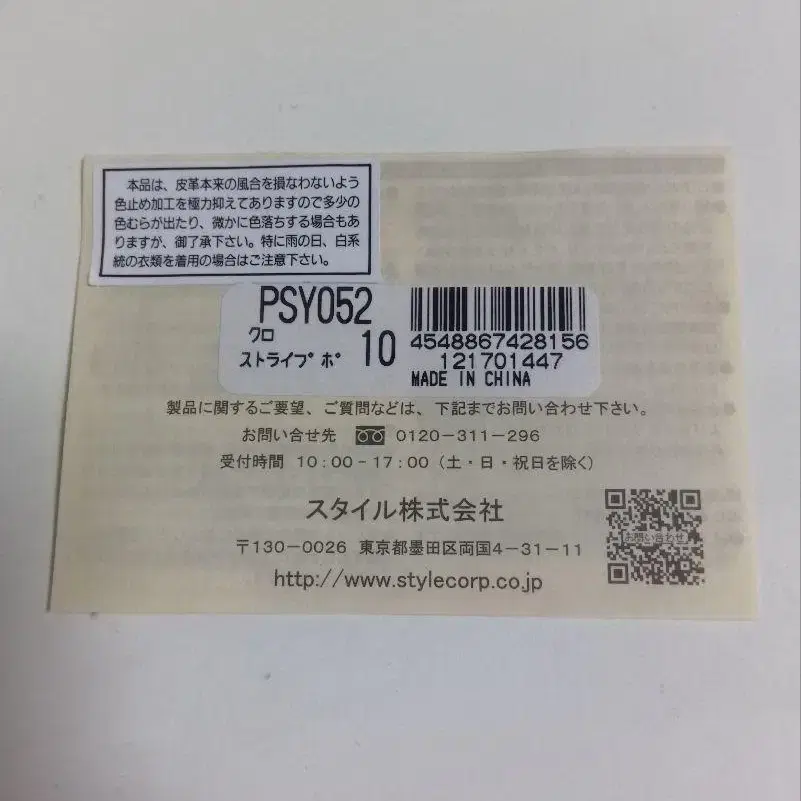 本品は、皮革本来の風合を損なわないよう
色止め加工を極力抑えてありますので多少の
色むらが出たり、微かに色落ちする場合もあ
りますが、御了承下さい。特に雨の日、白系
統の衣類を着用の場合はご注意下さい。
PSY052
クロ
ストライプ ポ 10
4548867428156
121701447
MADE IN CHINA
製品に関するご要望、ご質問などは、下記までお問い合わせ下さい。
お問い合せ先 0120-311-296
受付時間 10:00-17:00 (土・日・祝日を除く)
スタイル株式会社
〒130-0026 東京都墨田区両国4-31-11
http://www.stylecorp.co.jp
お問い合わせ